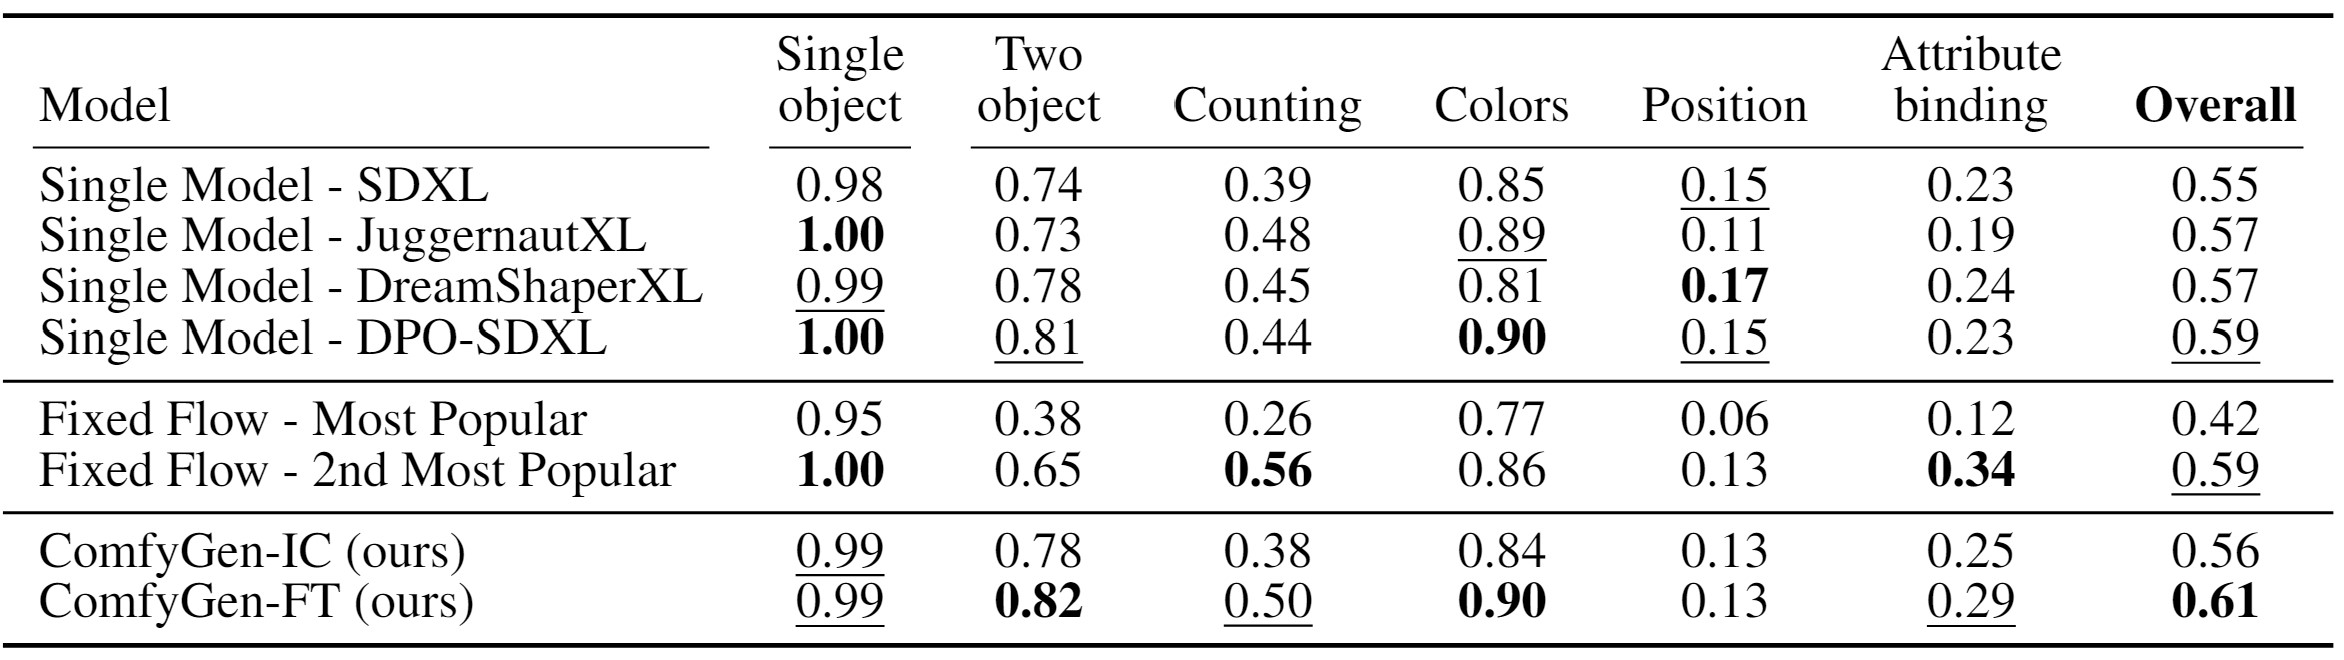 Model Single object Two object Counting Colors Position Attribute binding Overall
Single Model - SDXL 0.98 0.74 0.39 0.85 0.15 0.23 0.55
Single Model - JuggernautXL 1.00 0.73 0.48 0.89 0.11 0.19 0.57
Single Model - DreamShaperXL 0.99 0.78 0.45 0.81 0.17 0.24 0.57
Single Model - DPO-SDXL 1.00 0.81 0.44 0.90 0.15 0.23 0.59
Fixed Flow - Most Popular 0.95 0.38 0.26 0.77 0.06 0.12 0.42
Fixed Flow - 2nd Most Popular 1.00 0.65 0.56 0.86 0.13 0.34 0.59
ComfyGen-IC (ours) 0.99 0.78 0.38 0.84 0.13 0.25 0.56
ComfyGen-FT (ours) 0.99 0.82 0.50 0.90 0.13 0.29 0.61